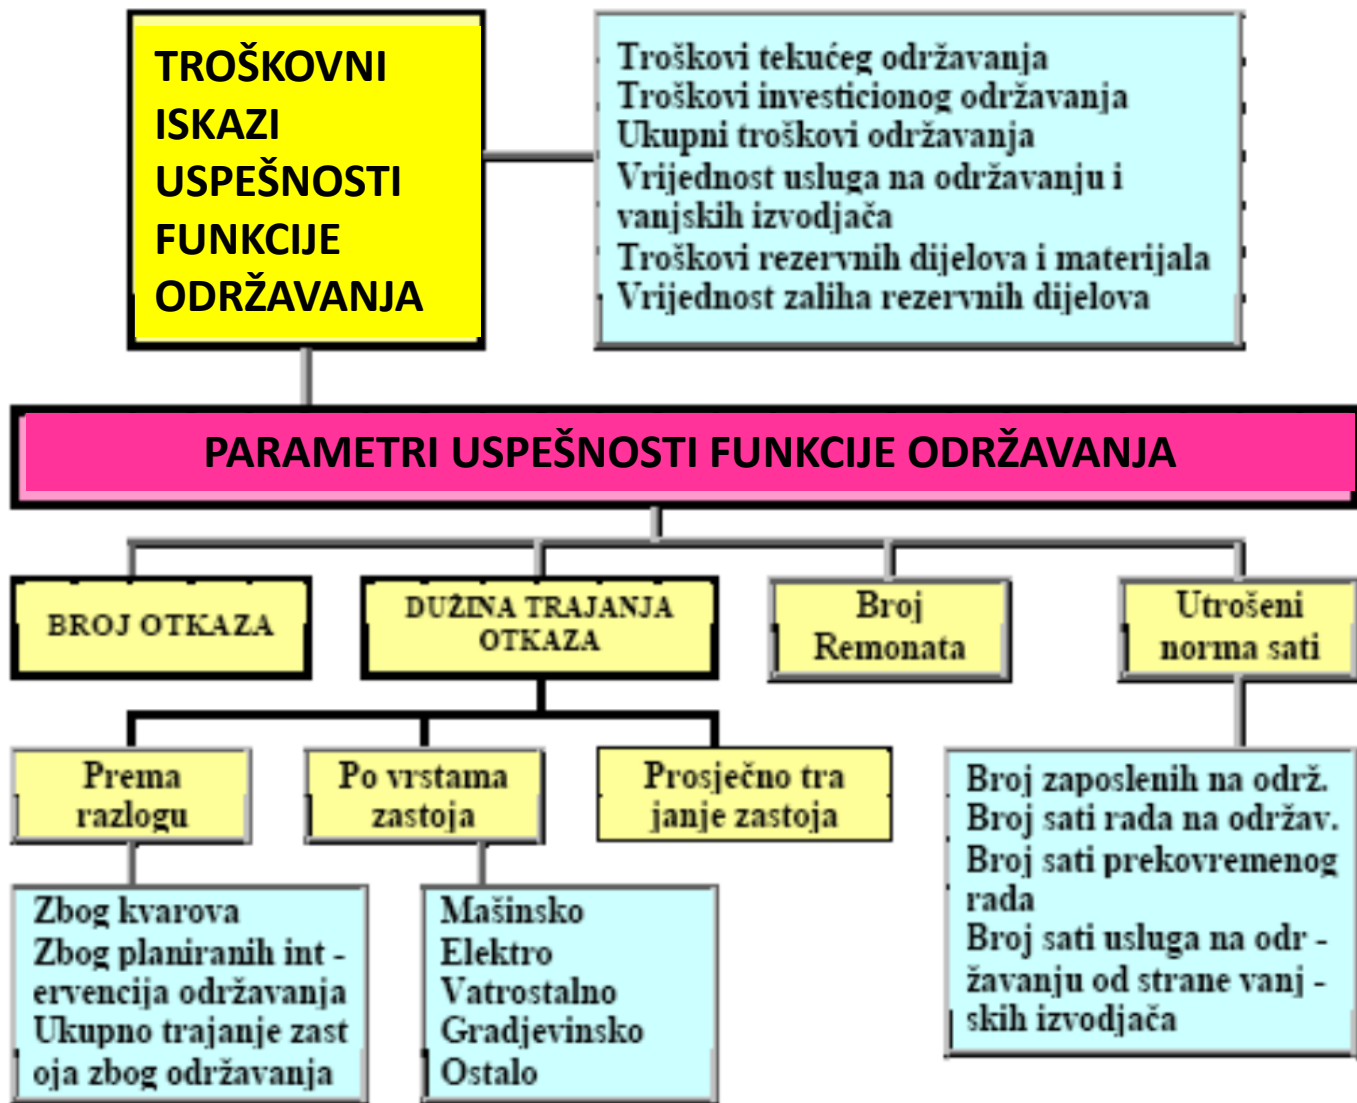 TROŠKOVNI
ISKAZI
USPEŠNOSTI
FUNKCIJE
ODRŽAVANJA
Troškovi tekućeg održavanja
Troškovi investicionog održavanja
Ukupni troškovi održavanja
Vrijednost usluga na održavanju i
vanjskih izvodjača
Troškovi rezervnih dijelova i materijala
Vrijednost zaliha rezervnih dijelova
PARAMETRI USPEŠNOSTI FUNKCIJE ODRŽAVANJA
BROJ OTKAZA
DUŽINA TRAJANJA
OTKAZA
Broj
Remonata
Utrošeni
norma sati
Prema
razlogu
Po vrstama
zastoja
Prosječno tra
janje zastoja
Zbog kvarova
Zbog planiranih int -
ervencija održavanja
Ukupno trajanje zast
oja zbog održavanja
Mašinsko
Elektro
Vatrostalno
Gradjevinsko
Ostalo
Broj zaposlenih na održ.
Broj sati rada na održav.
Broj sati prekovremenog
rada
Broj sati usluga na odr -
žavanju od strane vanj -
skih izvodjača